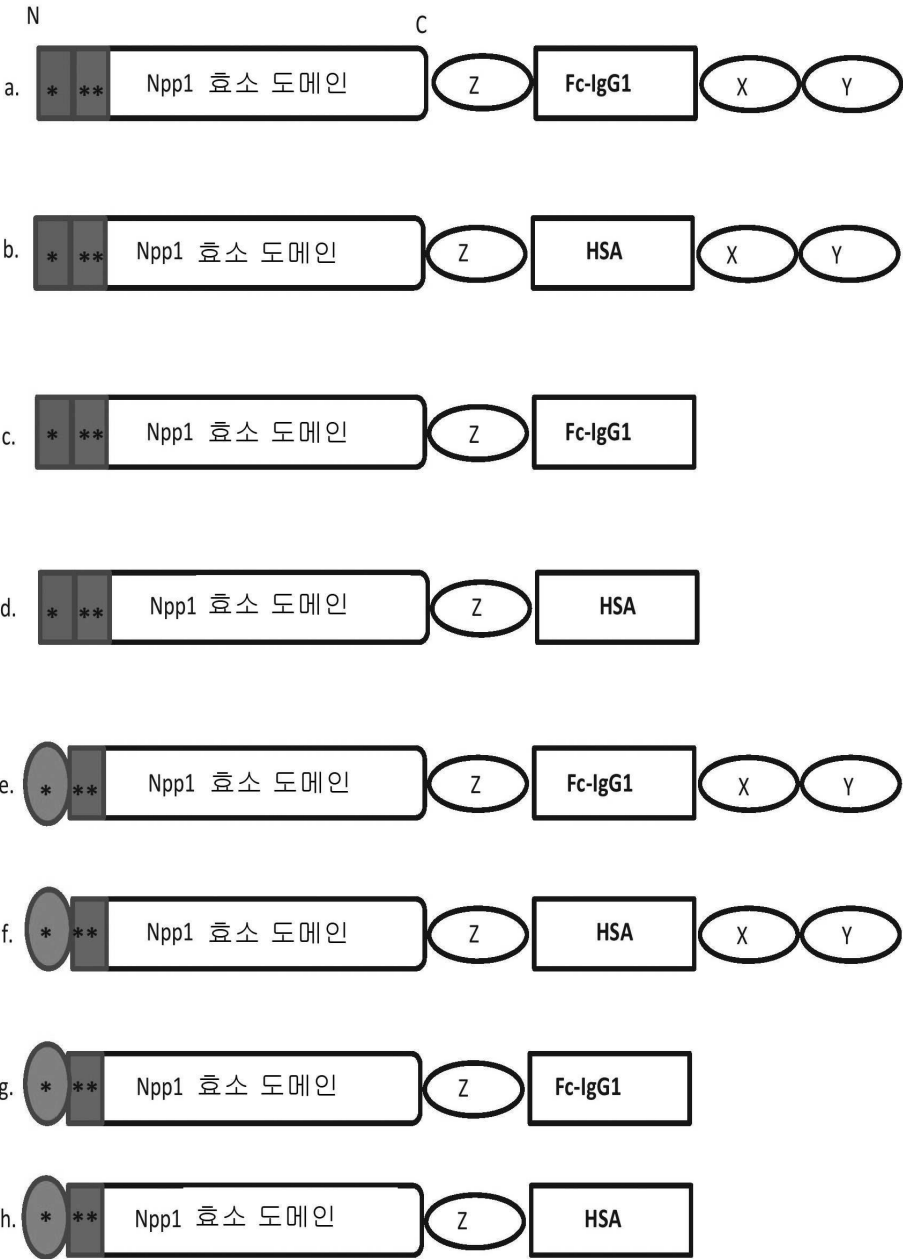 N C
a. * ** Npp1 효소 도메인 Z Fc-IgG1 X Y
b. * ** Npp1 효소 도메인 Z HSA X Y
c. * ** Npp1 효소 도메인 Z Fc-IgG1
d. * ** Npp1 효소 도메인 Z HSA
e. * ** Npp1 효소 도메인 Z Fc-IgG1 X Y
f. * ** Npp1 효소 도메인 Z HSA X Y
g. * ** Npp1 효소 도메인 Z Fc-IgG1
h. * ** Npp1 효소 도메인 Z HSA